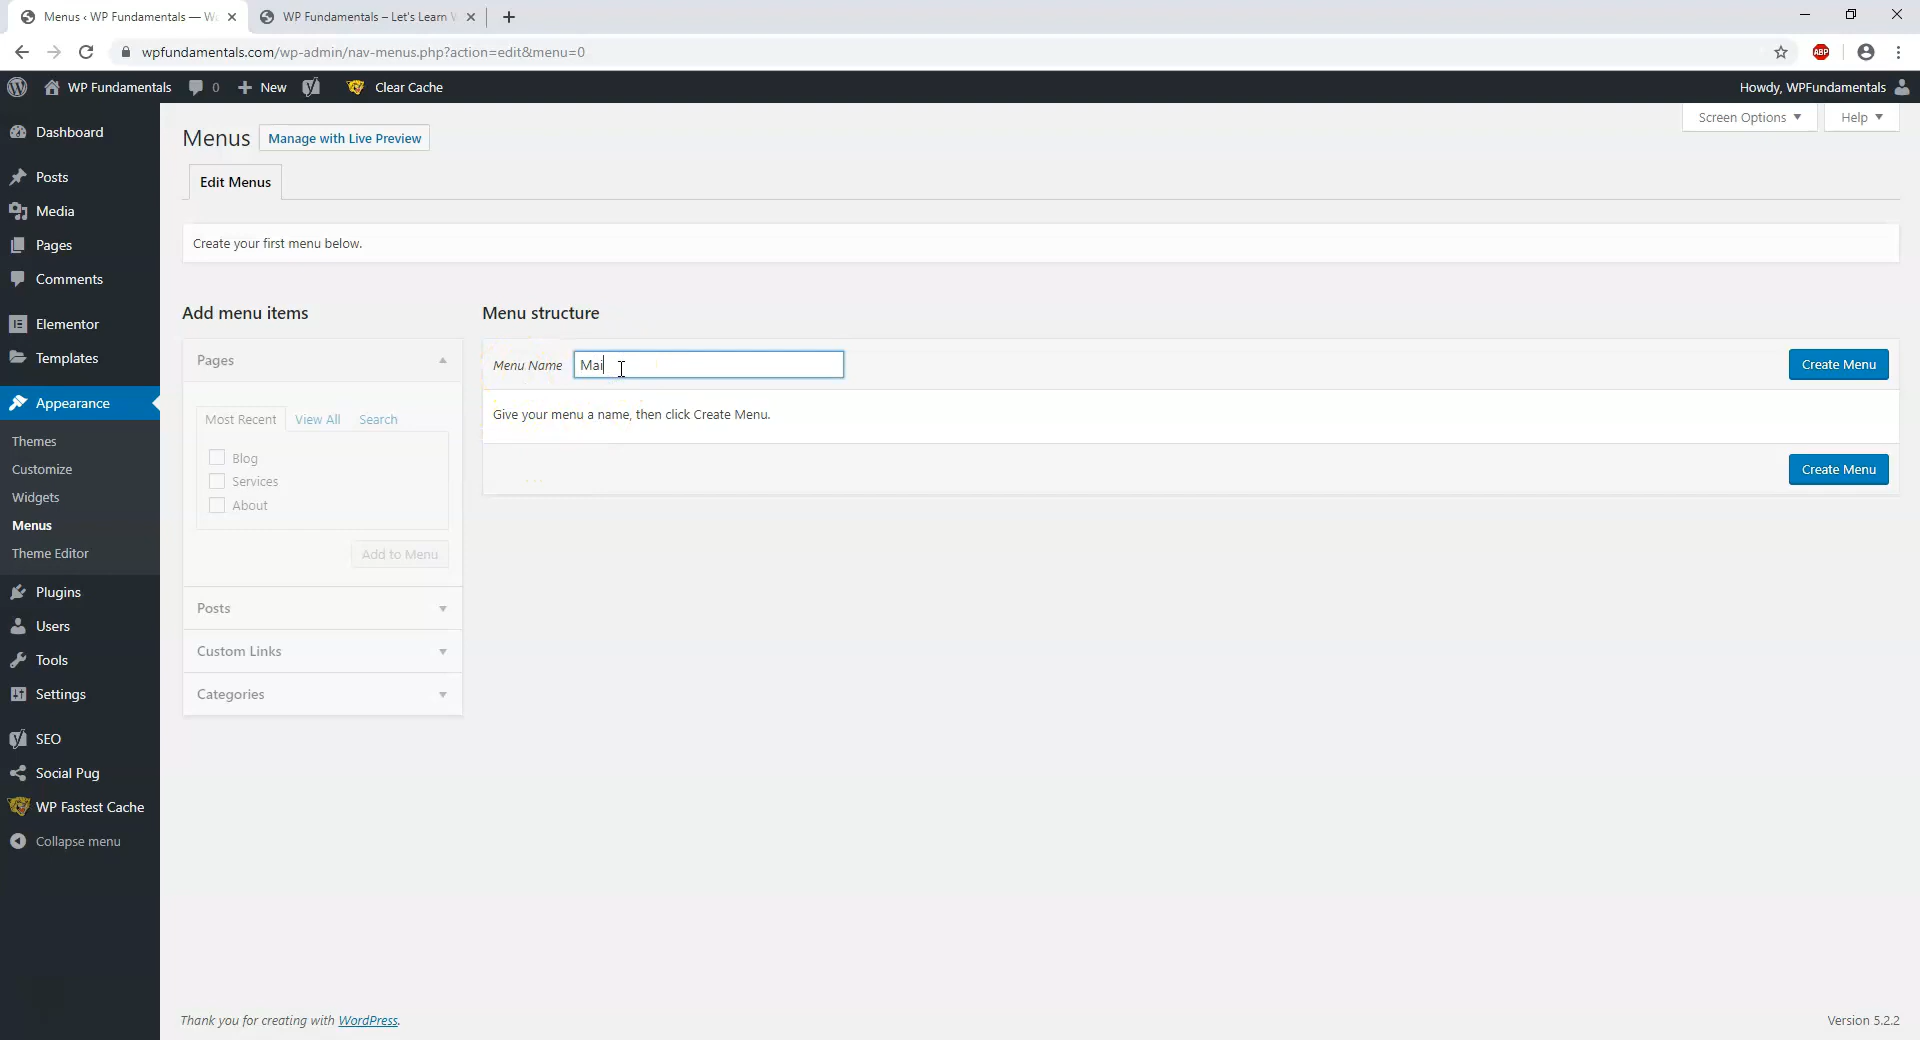 Menus ‹ WP Fundamentals — Wo
WP Fundamentals – Let's Learn W
wpfundamentals.com/wp-admin/nav-menus.php?action=edit&menu=0
ABP
WP Fundamentals
0
New
Clear Cache
Howdy, WPFundamentals
Dashboard
Posts
Media
Pages
Comments
Elementor
Templates
Appearance
Themes
Customize
Widgets
Menus
Theme Editor
Plugins
Users
Tools
Settings
SEO
Social Pug
WP Fastest Cache
Collapse menu
Screen Options
Help
Menus
Manage with Live Preview
Edit Menus
Create your first menu below.
Add menu items
Pages
Most Recent
View All
Search
Blog
Services
About
Add to Menu
Posts
Custom Links
Categories
Menu structure
Menu Name
Mai
Create Menu
Give your menu a name, then click Create Menu.
Create Menu
Thank you for creating with WordPress.
Version 5.2.2